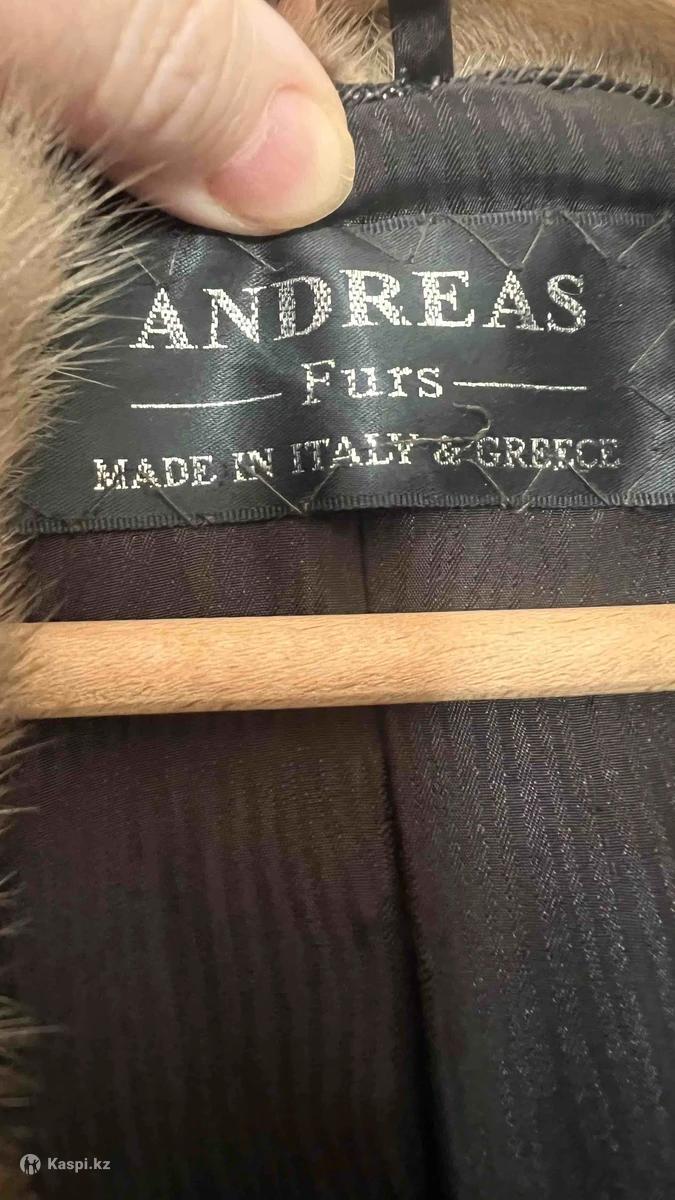 ANDREAS
Furs
MADE IN ITALY & GREECE
Kaspi.kz